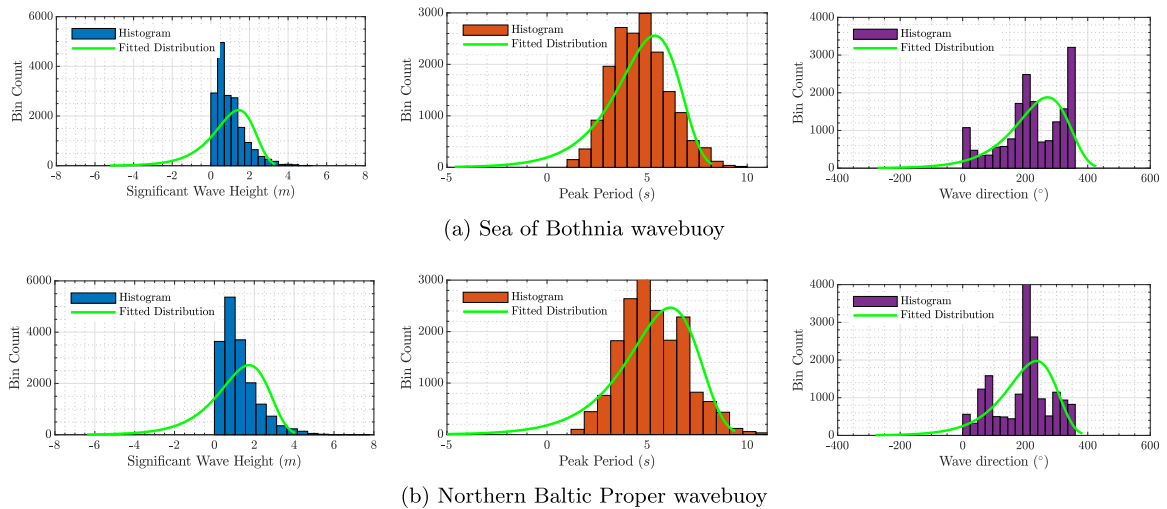 Bin Count
6000
4000
2000
0
Histogram
Fitted Distribution
-8 -6 -4 -2 0 2 4 6 8
Significant Wave Height (m)
Bin Count
3000
2000
1000
0
Histogram
Fitted Distribution
-5 0 5 10
Peak Period (s)
Bin Count
4000
3000
2000
1000
0
Histogram
Fitted Distribution
-400 -200 0 200 400 600
Wave direction (°)
(a) Sea of Bothnia wavebuoy
Bin Count
6000
4000
2000
0
Histogram
Fitted Distribution
-8 -6 -4 -2 0 2 4 6 8
Significant Wave Height (m)
Bin Count
3000
2000
1000
0
Histogram
Fitted Distribution
-5 0 5 10
Peak Period (s)
Bin Count
4000
3000
2000
1000
0
Histogram
Fitted Distribution
-400 -200 0 200 400 600
Wave direction (°)
(b) Northern Baltic Proper wavebuoy